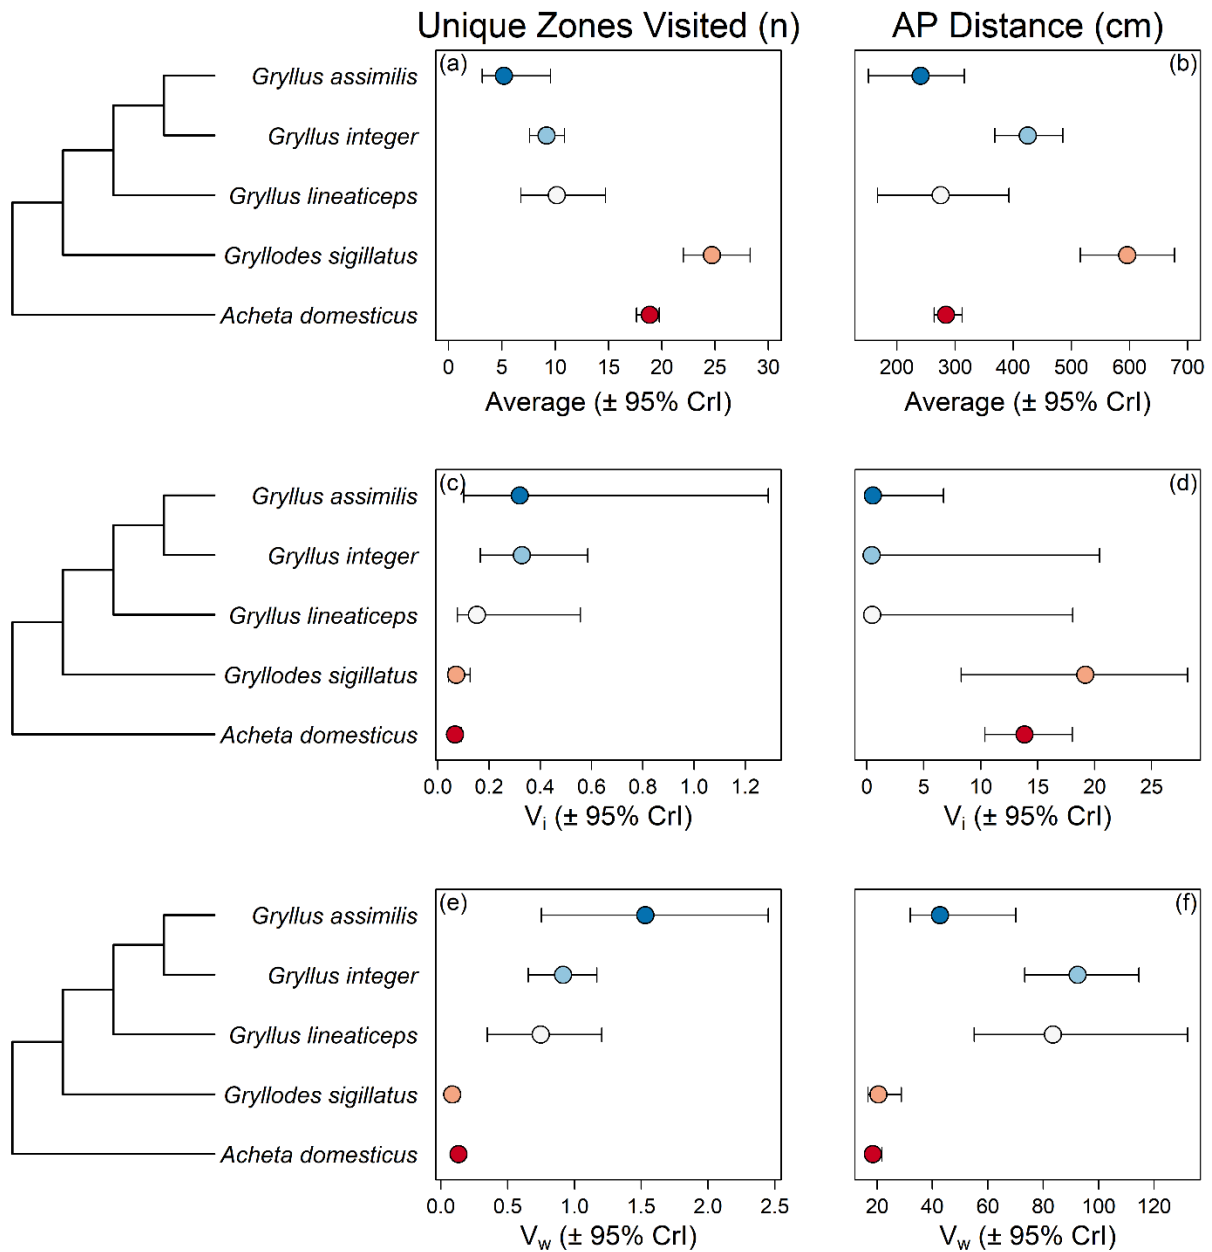 Unique Zones Visited (n) AP Distance (cm)
(a) (b)
Gryllus assimilis
Gryllus integer
Gryllus lineaticeps
Gryllodes sigillatus
Acheta domesticus
0 5 10 15 20 25 30 200 300 400 500 600 700
Average (± 95% CrI) Average (± 95% CrI)
(c) (d)
Gryllus assimilis
Gryllus integer
Gryllus lineaticeps
Gryllodes sigillatus
Acheta domesticus
0.0 0.2 0.4 0.6 0.8 1.0 1.2 0 5 10 15 20 25
Vi (± 95% CrI) Vi (± 95% CrI)
(e) (f)
Gryllus assimilis
Gryllus integer
Gryllus lineaticeps
Gryllodes sigillatus
Acheta domesticus
0.0 0.5 1.0 1.5 2.0 2.5 20 40 60 80 100 120
Vw (± 95% CrI) Vw (± 95% CrI)